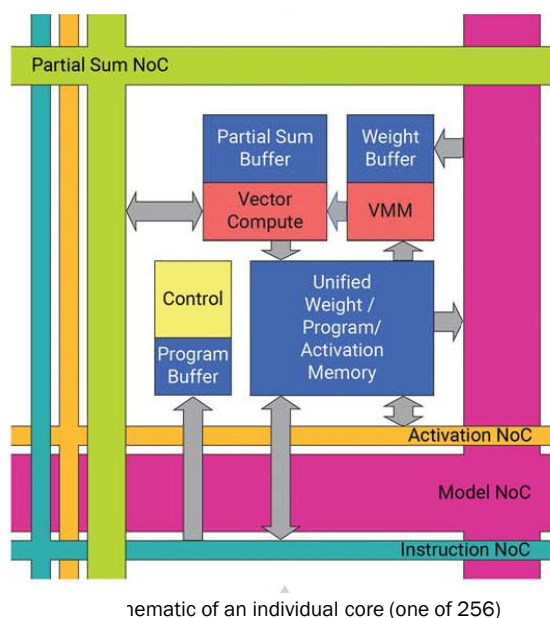 Partial Sum NoC
Partial Sum
Buffer
Weight
Buffer
Vector
Compute
VMM
Control
Program
Buffer
Unified
Weight /
Program/
Activation
Memory
Activation NoC
Model NoC
Instruction NoC
of an individual core (one of 256)